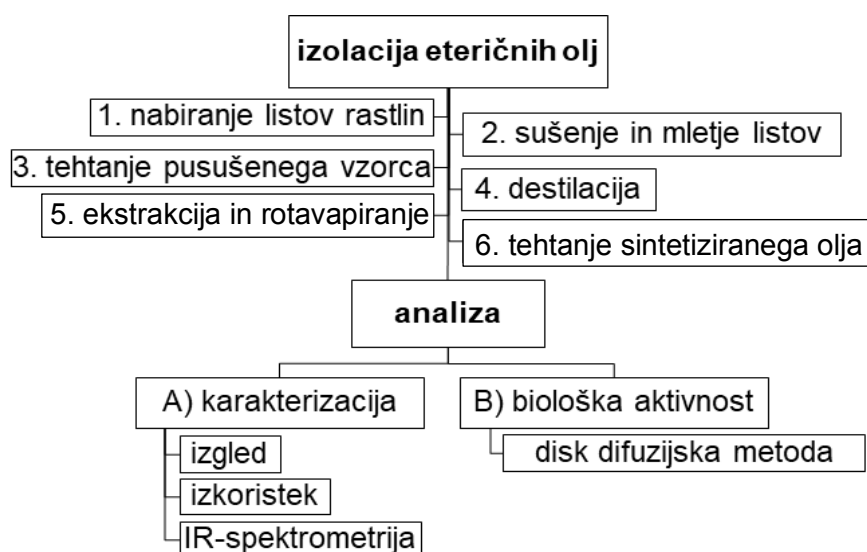 izolacija eteričnih olj
1. nabiranje listov rastlin
2. sušenje in mletje listov
3. tehtanje pusušenega vzorca
4. destilacija
5. ekstrakcija in rotavapiranje
6. tehtanje sintetiziranega olja
analiza
A) karakterizacija
izgled
izkoristek
IR-spektrometrija
B) biološka aktivnost
disk difuzijska metoda